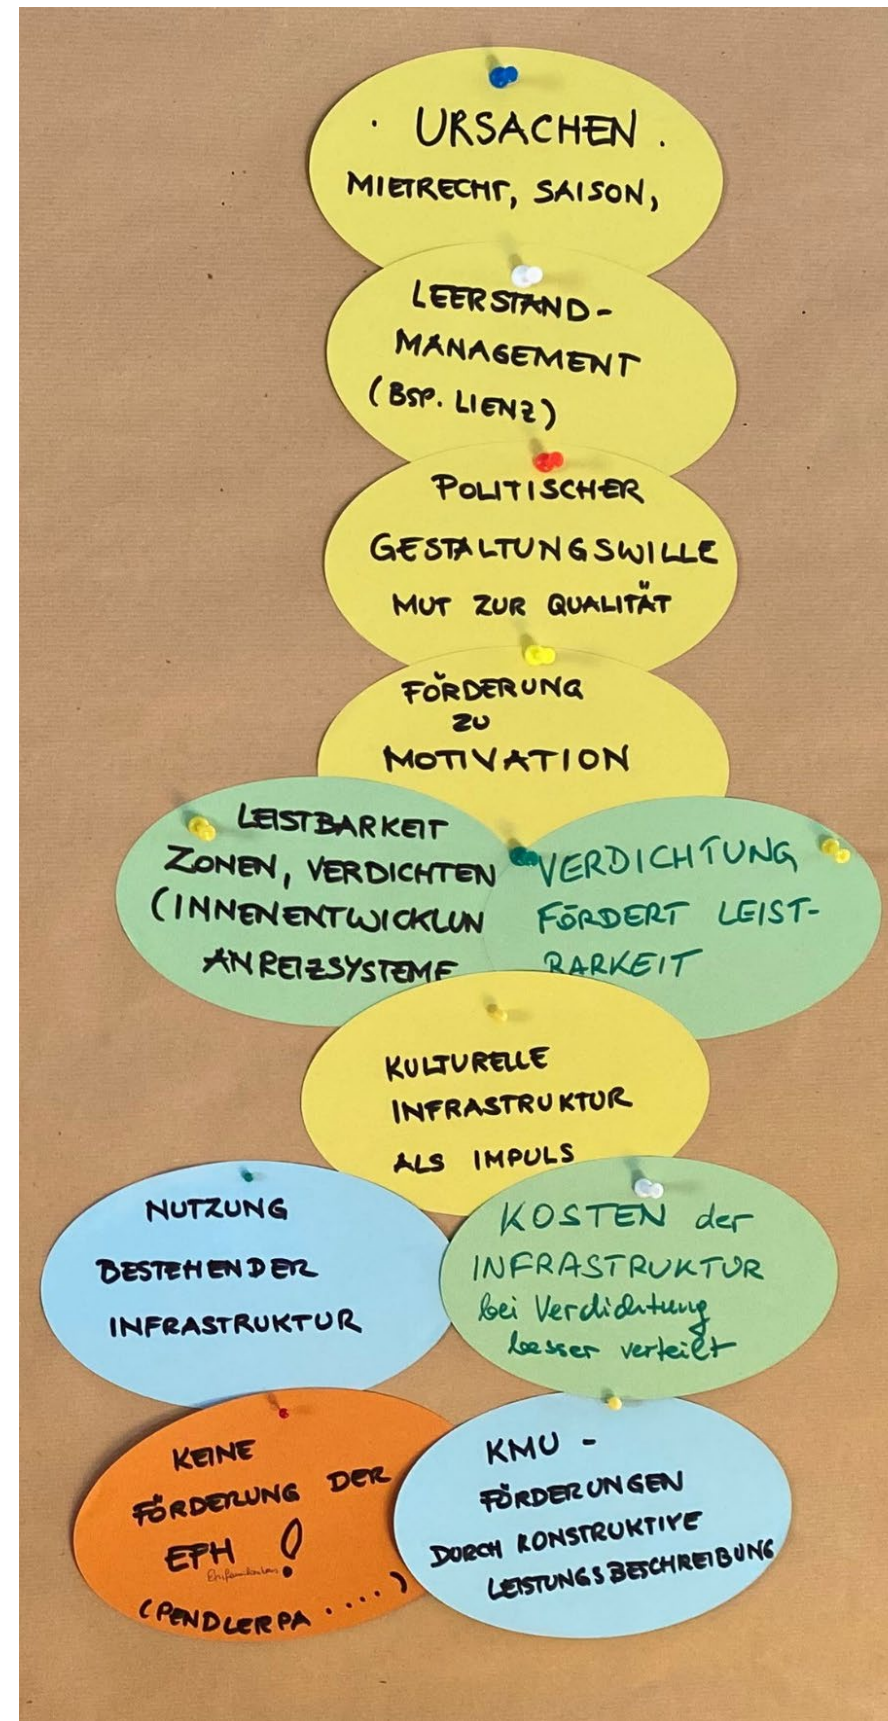 · URSACHEN .
MIETRECHT, SAISON,
LEERSTAND-
MANAGEMENT
(BSP. LIENZ)
POLITISCHER
GESTALTUNGSWILLE
MUT ZUR QUALITÄT
FÖRDERUNG
ZU
MOTIVATION
LEISTBARKEIT
ZONEN, VERDICHTEN
(INNENENTWICKLUN
ANREIZSYSTEME
VERDICHTUNG
FÖRDERT LEIST-
BARKEIT
KULTURELLE
INFRASTRUKTUR
ALS IMPULS
NUTZUNG
BESTEHENDER
INFRASTRUKTUR
KOSTEN der
INFRASTRUKTUR
bei Verdichtung
besser verteilt
KEINE
FÖRDERUNG DER
EFH !
(PENDLERPA ....)
KMU -
FÖRDERUNGEN
DURCH KONSTRUKTIVE
LEISTUNGSBESCHREIBUNG